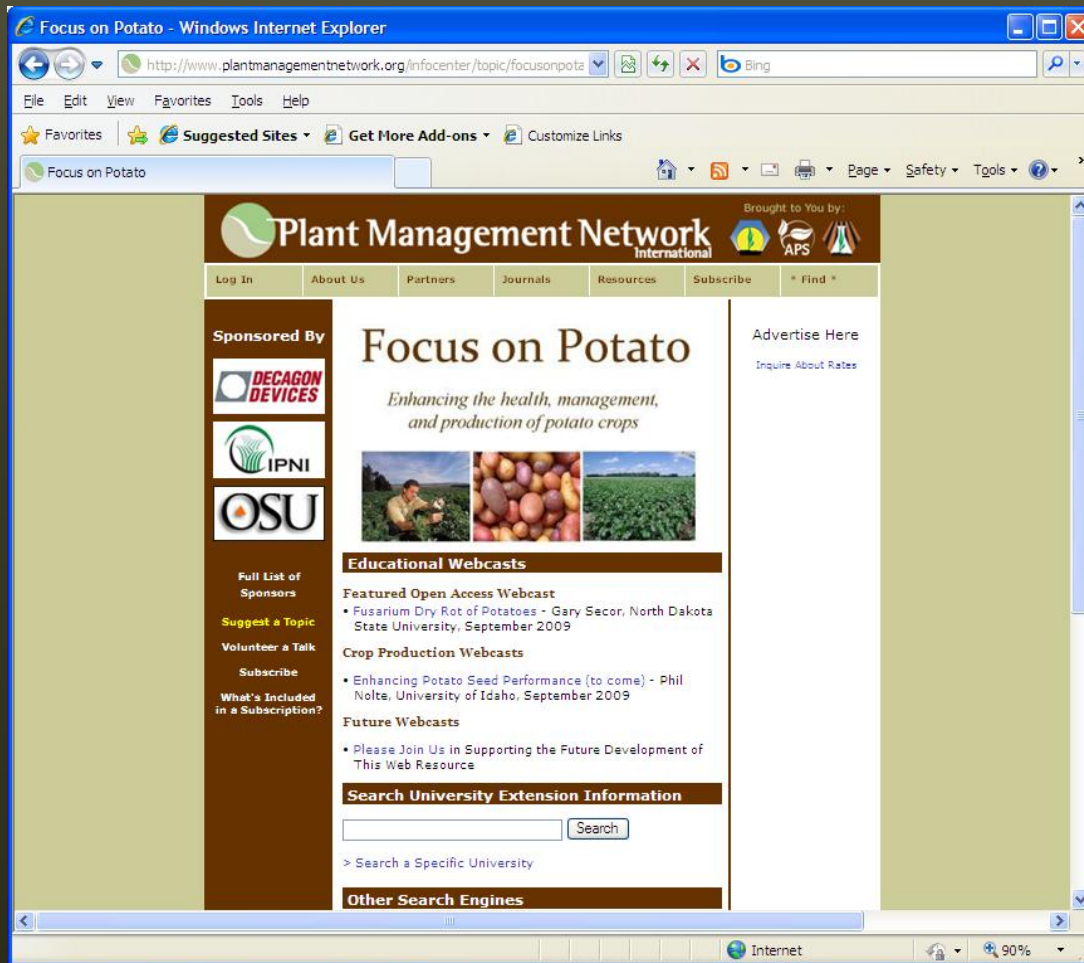 Focus on Potato - Windows Internet Explorer
http://www.plantmanagementnetwork.org/infocenter/topic/focusonpota
Bing
File Edit View Favorites Tools Help
Favorites Suggested Sites Get More Add-ons Customize Links
Focus on Potato
Page Safety Tools
»
Plant Management Network
International
Brought to You by:
APS
Log In About Us Partners Journals Resources Subscribe * Find *
Sponsored By
DECAGON
DEVICES
IPNI
OSU
Full List of
Sponsors
Suggest a Topic
Volunteer a Talk
Subscribe
What's Included
in a Subscription?
Focus on Potato
Enhancing the health, management,
and production of potato crops
Educational Webcasts
Featured Open Access Webcast
• Fusarium Dry Rot of Potatoes - Gary Secor, North Dakota
State University, September 2009
Crop Production Webcasts
• Enhancing Potato Seed Performance (to come) - Phil
Nolte, University of Idaho, September 2009
Future Webcasts
• Please Join Us in Supporting the Future Development of
This Web Resource
Search University Extension Information
Search
> Search a Specific University
Other Search Engines
Advertise Here
Inquire About Rates
Internet
90%